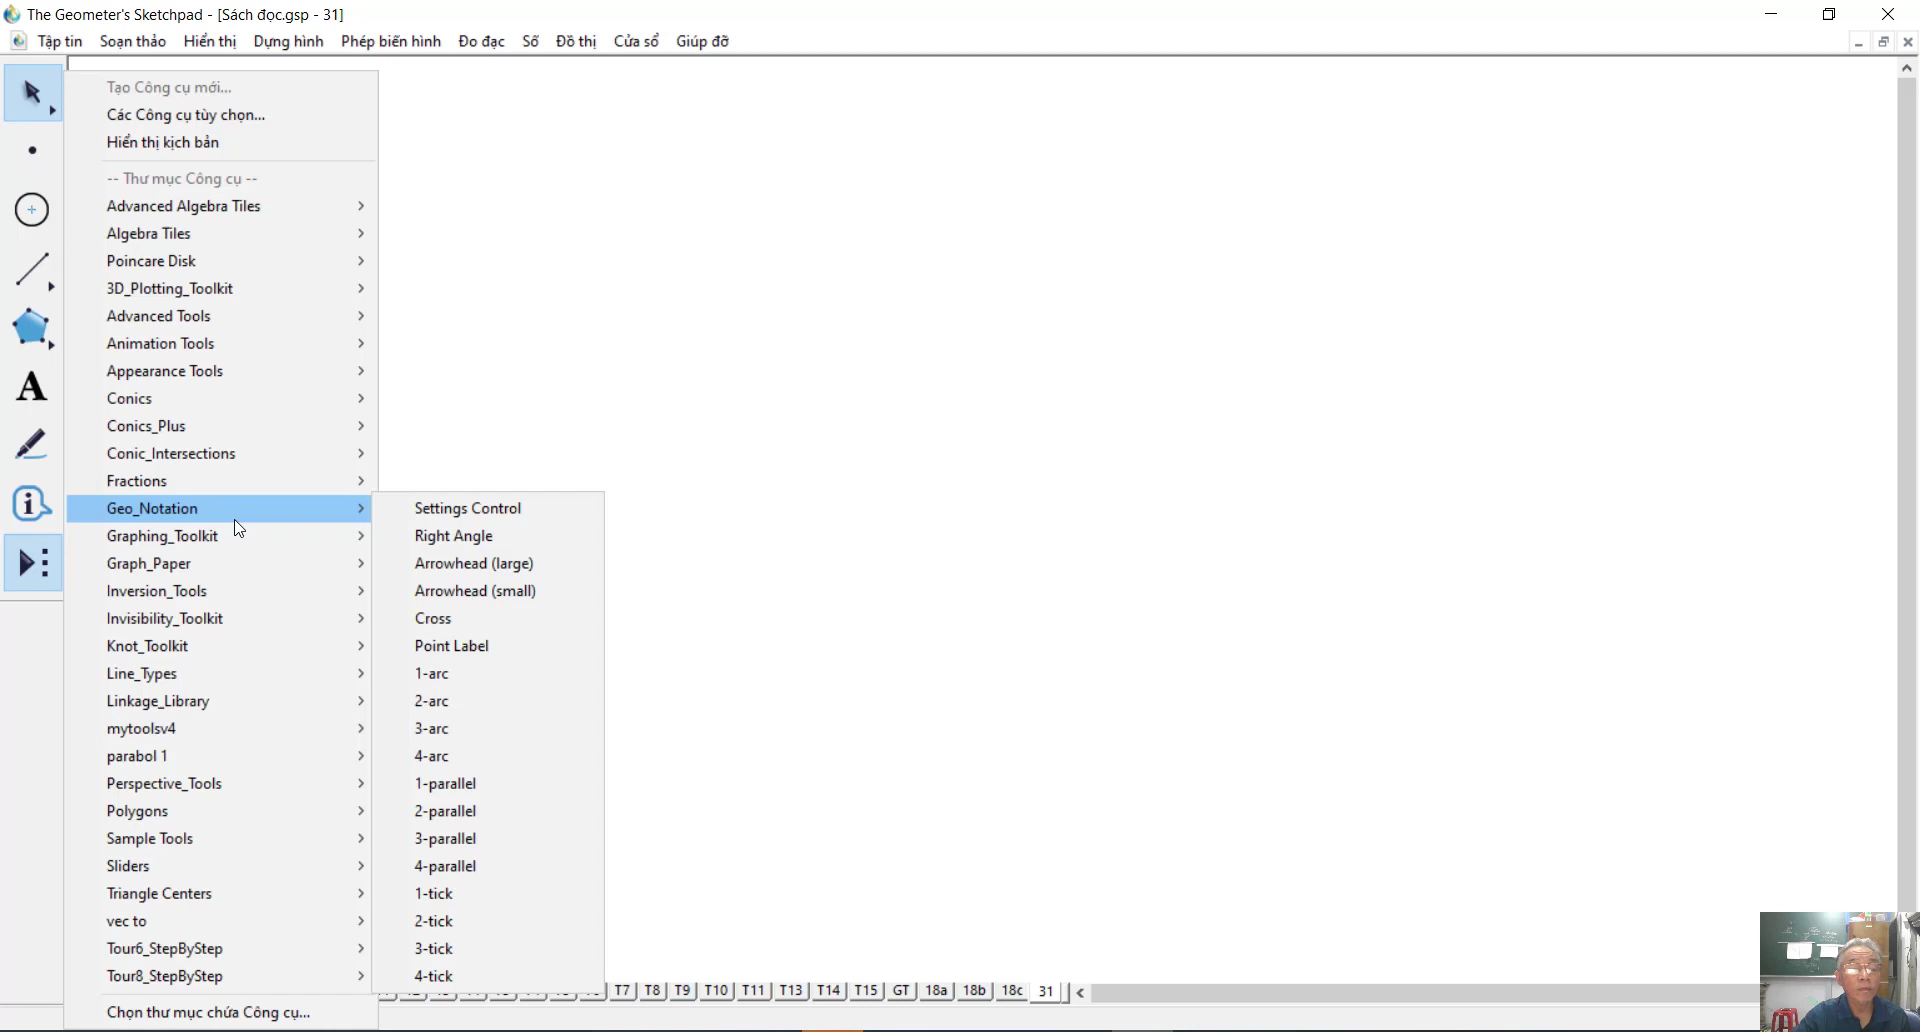 The Geometer's Sketchpad - [Sách đọc.gsp - 31]
Tập tin Soạn thảo Hiển thị Dựng hình Phép biến hình Đo đạc Số Đồ thị Cửa sổ Giúp đỡ
Tạo Công cụ mới...
Các Công cụ tùy chọn...
Hiển thị kịch bản
-- Thư mục Công cụ --
Advanced Algebra Tiles
Algebra Tiles
Poincare Disk
3D_Plotting_Toolkit
Advanced Tools
Animation Tools
Appearance Tools
Conics
Conics_Plus
Conic_Intersections
Fractions
Geo_Notation
Graphing_Toolkit
Graph_Paper
Inversion_Tools
Invisibility_Toolkit
Knot_Toolkit
Line_Types
Linkage_Library
mytoolsv4
parabol 1
Perspective_Tools
Polygons
Sample Tools
Sliders
Triangle Centers
vec to
Tour6_StepByStep
Tour8_StepByStep
Chọn thư mục chứa Công cụ...
Settings Control
Right Angle
Arrowhead (large)
Arrowhead (small)
Cross
Point Label
1-arc
2-arc
3-arc
4-arc
1-parallel
2-parallel
3-parallel
4-parallel
1-tick
2-tick
3-tick
4-tick
A
T7 T8 T9 T10 T11 T13 T14 T15 GT 18a 18b 18c 31